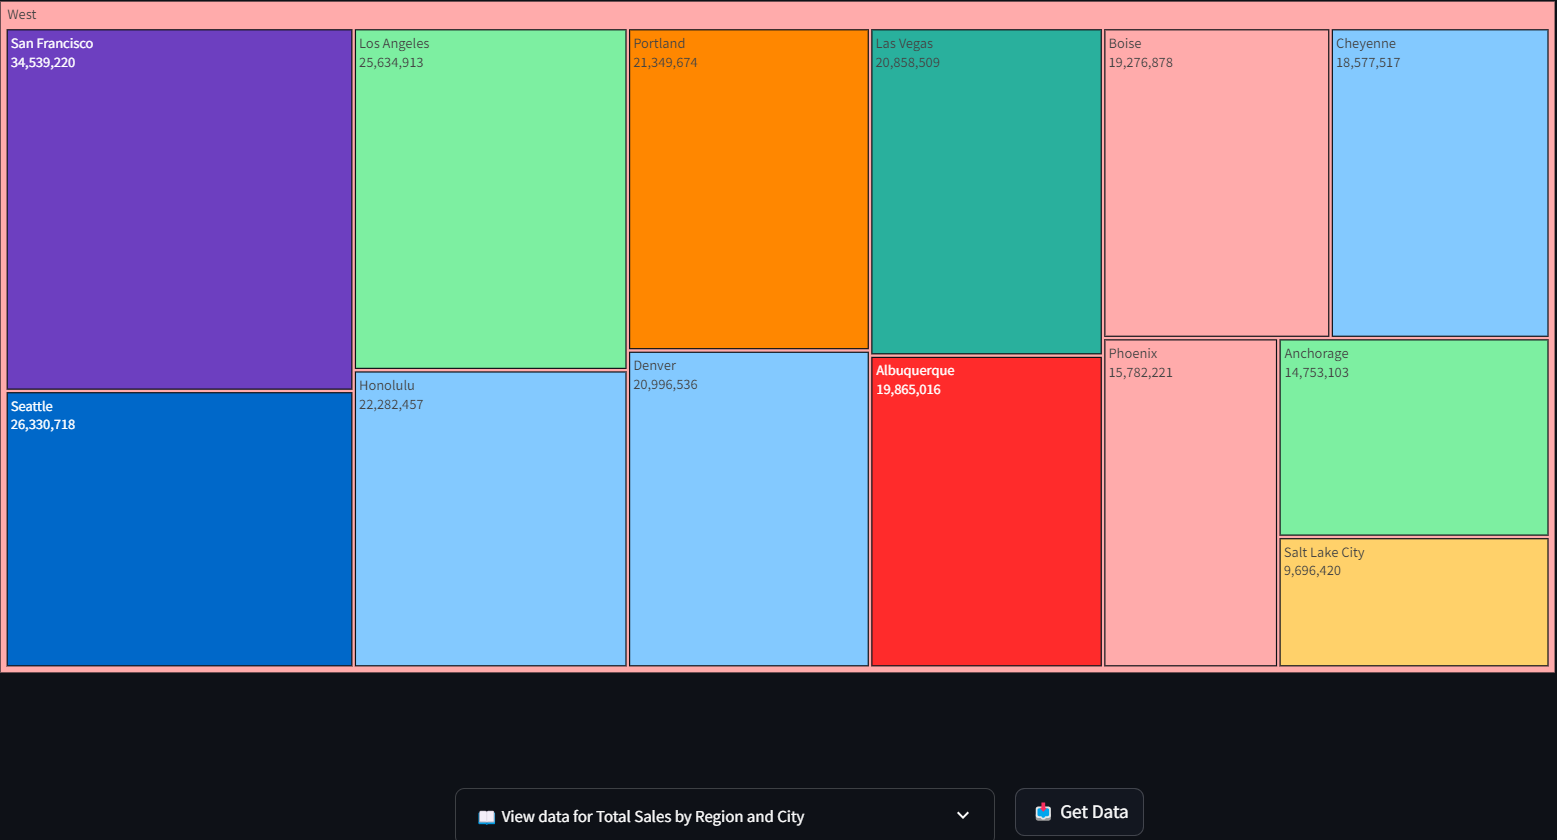 West
San Francisco
34,539,220
Los Angeles
25,634,913
Portland
21,349,674
Las Vegas
20,858,509
Boise
19,276,878
Cheyenne
18,577,517
Seattle
26,330,718
Honolulu
22,282,457
Denver
20,996,536
Albuquerque
19,865,016
Phoenix
15,782,221
Anchorage
14,753,103
Salt Lake City
9,696,420
View data for Total Sales by Region and City
Get Data